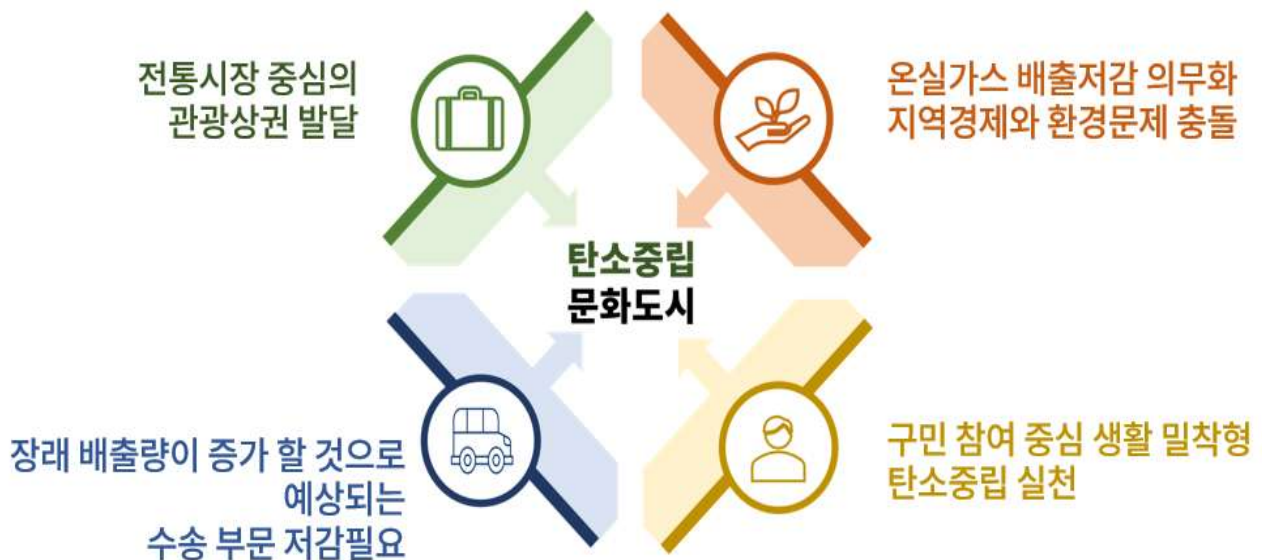 전통시장 중심의
관광상권 발달
온실가스 배출저감 의무화
지역경제와 환경문제 충돌
탄소중립
문화도시
장래 배출량이 증가 할 것으로
예상되는
수송 부문 저감필요
구민 참여 중심 생활 밀착형
탄소중립 실천